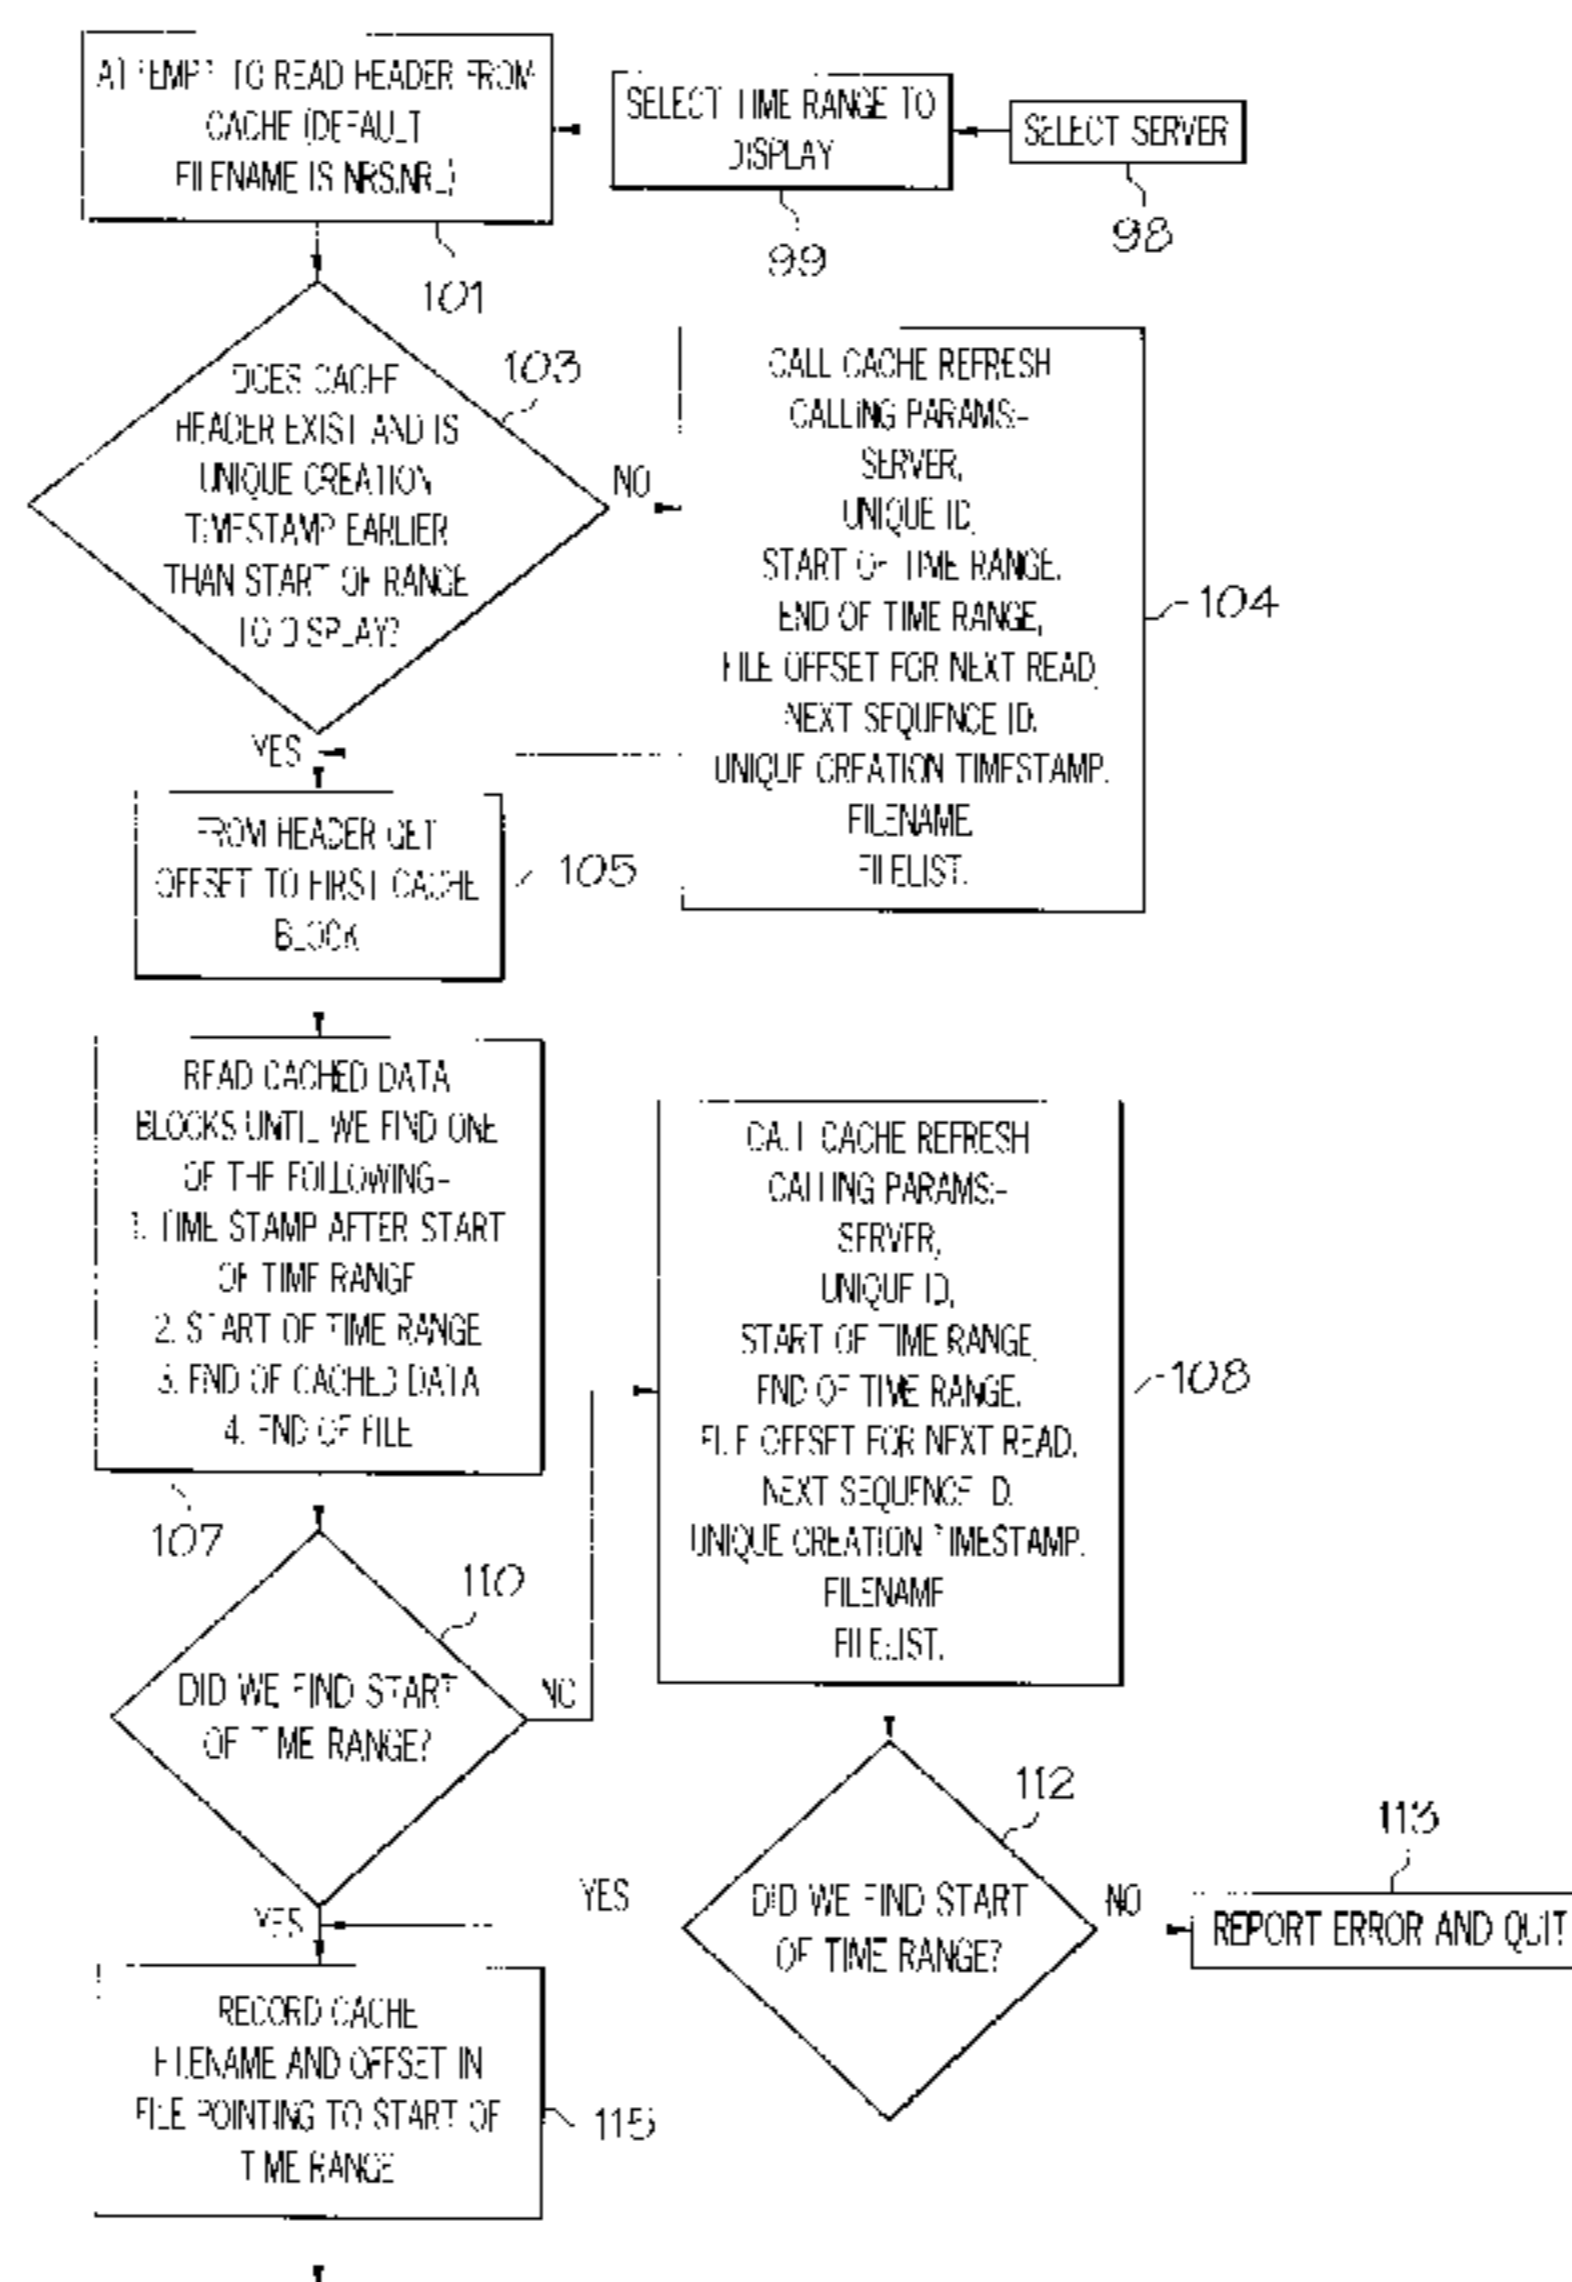 ATTEMPT TO READ HEADER FROM
CACHE (DEFAULT
FILENAME IS NRS.NRL)
101
SELECT TIME RANGE TO
DISPLAY
99
SELECT SERVER
98
DOES CACHE
HEADER EXIST AND IS
UNIQUE CREATION
TIMESTAMP EARLIER
THAN START OF RANGE
TO DISPLAY?
103
NO
YES
CALL CACHE REFRESH
CALLING PARAMS:-
SERVER,
UNIQUE ID,
START OF TIME RANGE,
END OF TIME RANGE,
FILE OFFSET FOR NEXT READ,
NEXT SEQUENCE ID,
UNIQUE CREATION TIMESTAMP,
FILENAME,
FILELIST.
104
FROM HEADER GET
OFFSET TO FIRST CACHE
BLOCK
105
READ CACHED DATA
BLOCKS UNTIL WE FIND ONE
OF THE FOLLOWING-
1. TIME STAMP AFTER START
OF TIME RANGE
2. START OF TIME RANGE
3. END OF CACHED DATA
4. END OF FILE
107
CALL CACHE REFRESH
CALLING PARAMS:-
SERVER,
UNIQUE ID,
START OF TIME RANGE,
END OF TIME RANGE,
FILE OFFSET FOR NEXT READ,
NEXT SEQUENCE ID,
UNIQUE CREATION TIMESTAMP,
FILENAME
FILELIST.
108
DID WE FIND START
OF TIME RANGE?
110
NO
YES
DID WE FIND START
OF TIME RANGE?
112
YES
NO
REPORT ERROR AND QUIT
113
RECORD CACHE
FILENAME AND OFFSET IN
FILE POINTING TO START OF
TIME RANGE
115